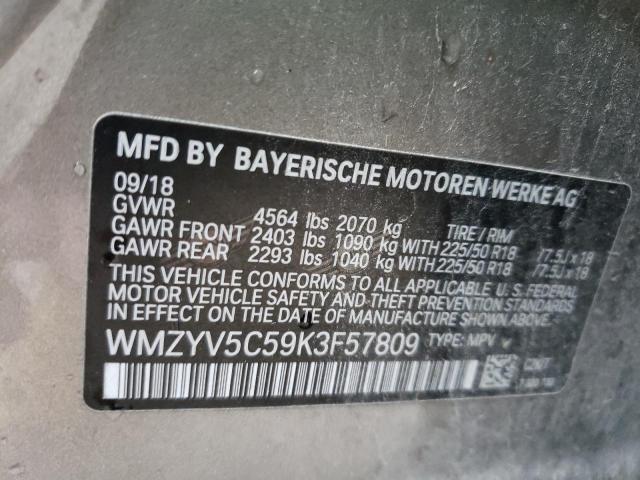 MFD BY BAYERISCHE MOTOREN WERKE AG
09/18
GVWR 4564 lbs 2070 kg TIRE / RIM
GAWR FRONT 2403 lbs 1090 kg WITH 225/50 R18 /7.5J x 18
GAWR REAR 2293 lbs 1040 kg WITH 225/50 R18 /7.5J x 18
THIS VEHICLE CONFORMS TO ALL APPLICABLE U. S. FEDERAL
MOTOR VEHICLE SAFETY AND THEFT PREVENTION STANDARDS
IN EFFECT ON THE DATE OF MANUFACTURE SHOWN ABOVE.
WMZYV5C59K3F57809 TYPE: MPV